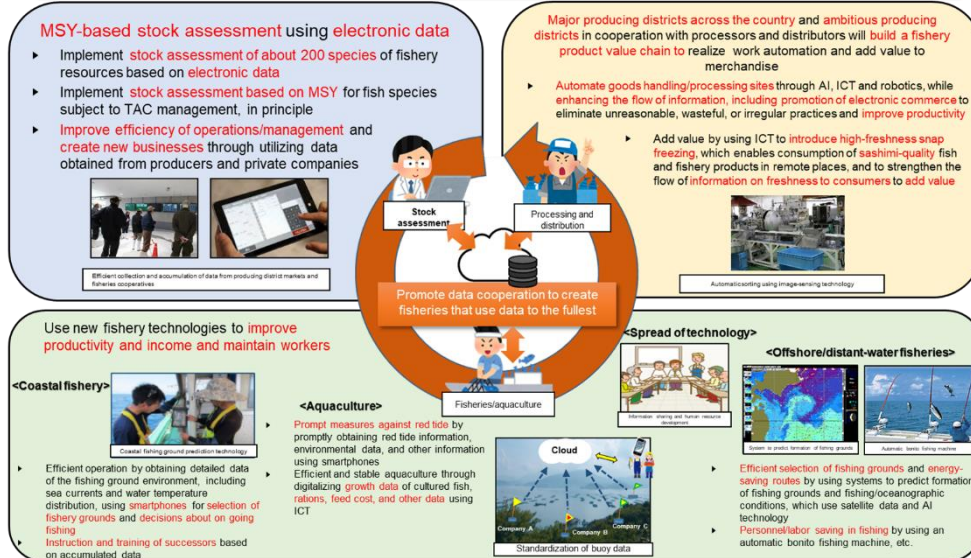 MSY-based stock assessment using electronic data
▸ Implement stock assessment of about 200 species of fishery
resources based on electronic data
▸ Implement stock assessment based on MSY for fish species
subject to TAC management, in principle
▸ Improve efficiency of operations/management and
create new businesses through utilizing data
obtained from producers and private companies
Efficient collection and accumulation of data from producing district markets and
fisheries cooperatives
Major producing districts across the country and ambitious producing
districts in cooperation with processors and distributors will build a fishery
product value chain to realize work automation and add value to
merchandise
▸ Automate goods handling/processing sites through AI, ICT and robotics, while
enhancing the flow of information, including promotion of electronic commerce to
eliminate unreasonable, wasteful, or irregular practices and improve productivity
▸ Add value by using ICT to introduce high-freshness snap
freezing, which enables consumption of sashimi-quality fish
and fishery products in remote places, and to strengthen the
flow of information on freshness to consumers to add value
Automatic sorting using image-sensing technology
Stock
assessment
Processing and
distribution
Promote data cooperation to create
fisheries that use data to the fullest
Fisheries/aquaculture
Use new fishery technologies to improve
productivity and income and maintain workers
<Coastal fishery>
Coastal fishing ground prediction technology
▸ Efficient operation by obtaining detailed data
of the fishing ground environment, including
sea currents and water temperature
distribution, using smartphones for selection of
fishery grounds and decisions about on going
fishing
▸ Instruction and training of successors based
on accumulated data
<Aquaculture>
▸ Prompt measures against red tide by
promptly obtaining red tide information,
environmental data, and other information
using smartphones
▸ Efficient and stable aquaculture through
digitalizing growth data of cultured fish,
rations, feed cost, and other data using
ICT
Cloud
Company A
Company B
Company C
Standardization of buoy data
<Spread of technology>
Information sharing and human resource
development
<Offshore/distant-water fisheries>
System to predict formation of fishing grounds
Automatic bonito fishing machine
▸ Efficient selection of fishing grounds and energy-
saving routes by using systems to predict formation
of fishing grounds and fishing/oceanographic
conditions, which use satellite data and AI
technology
▸ Personnel/labor saving in fishing by using an
automatic bonito fishing machine, etc.